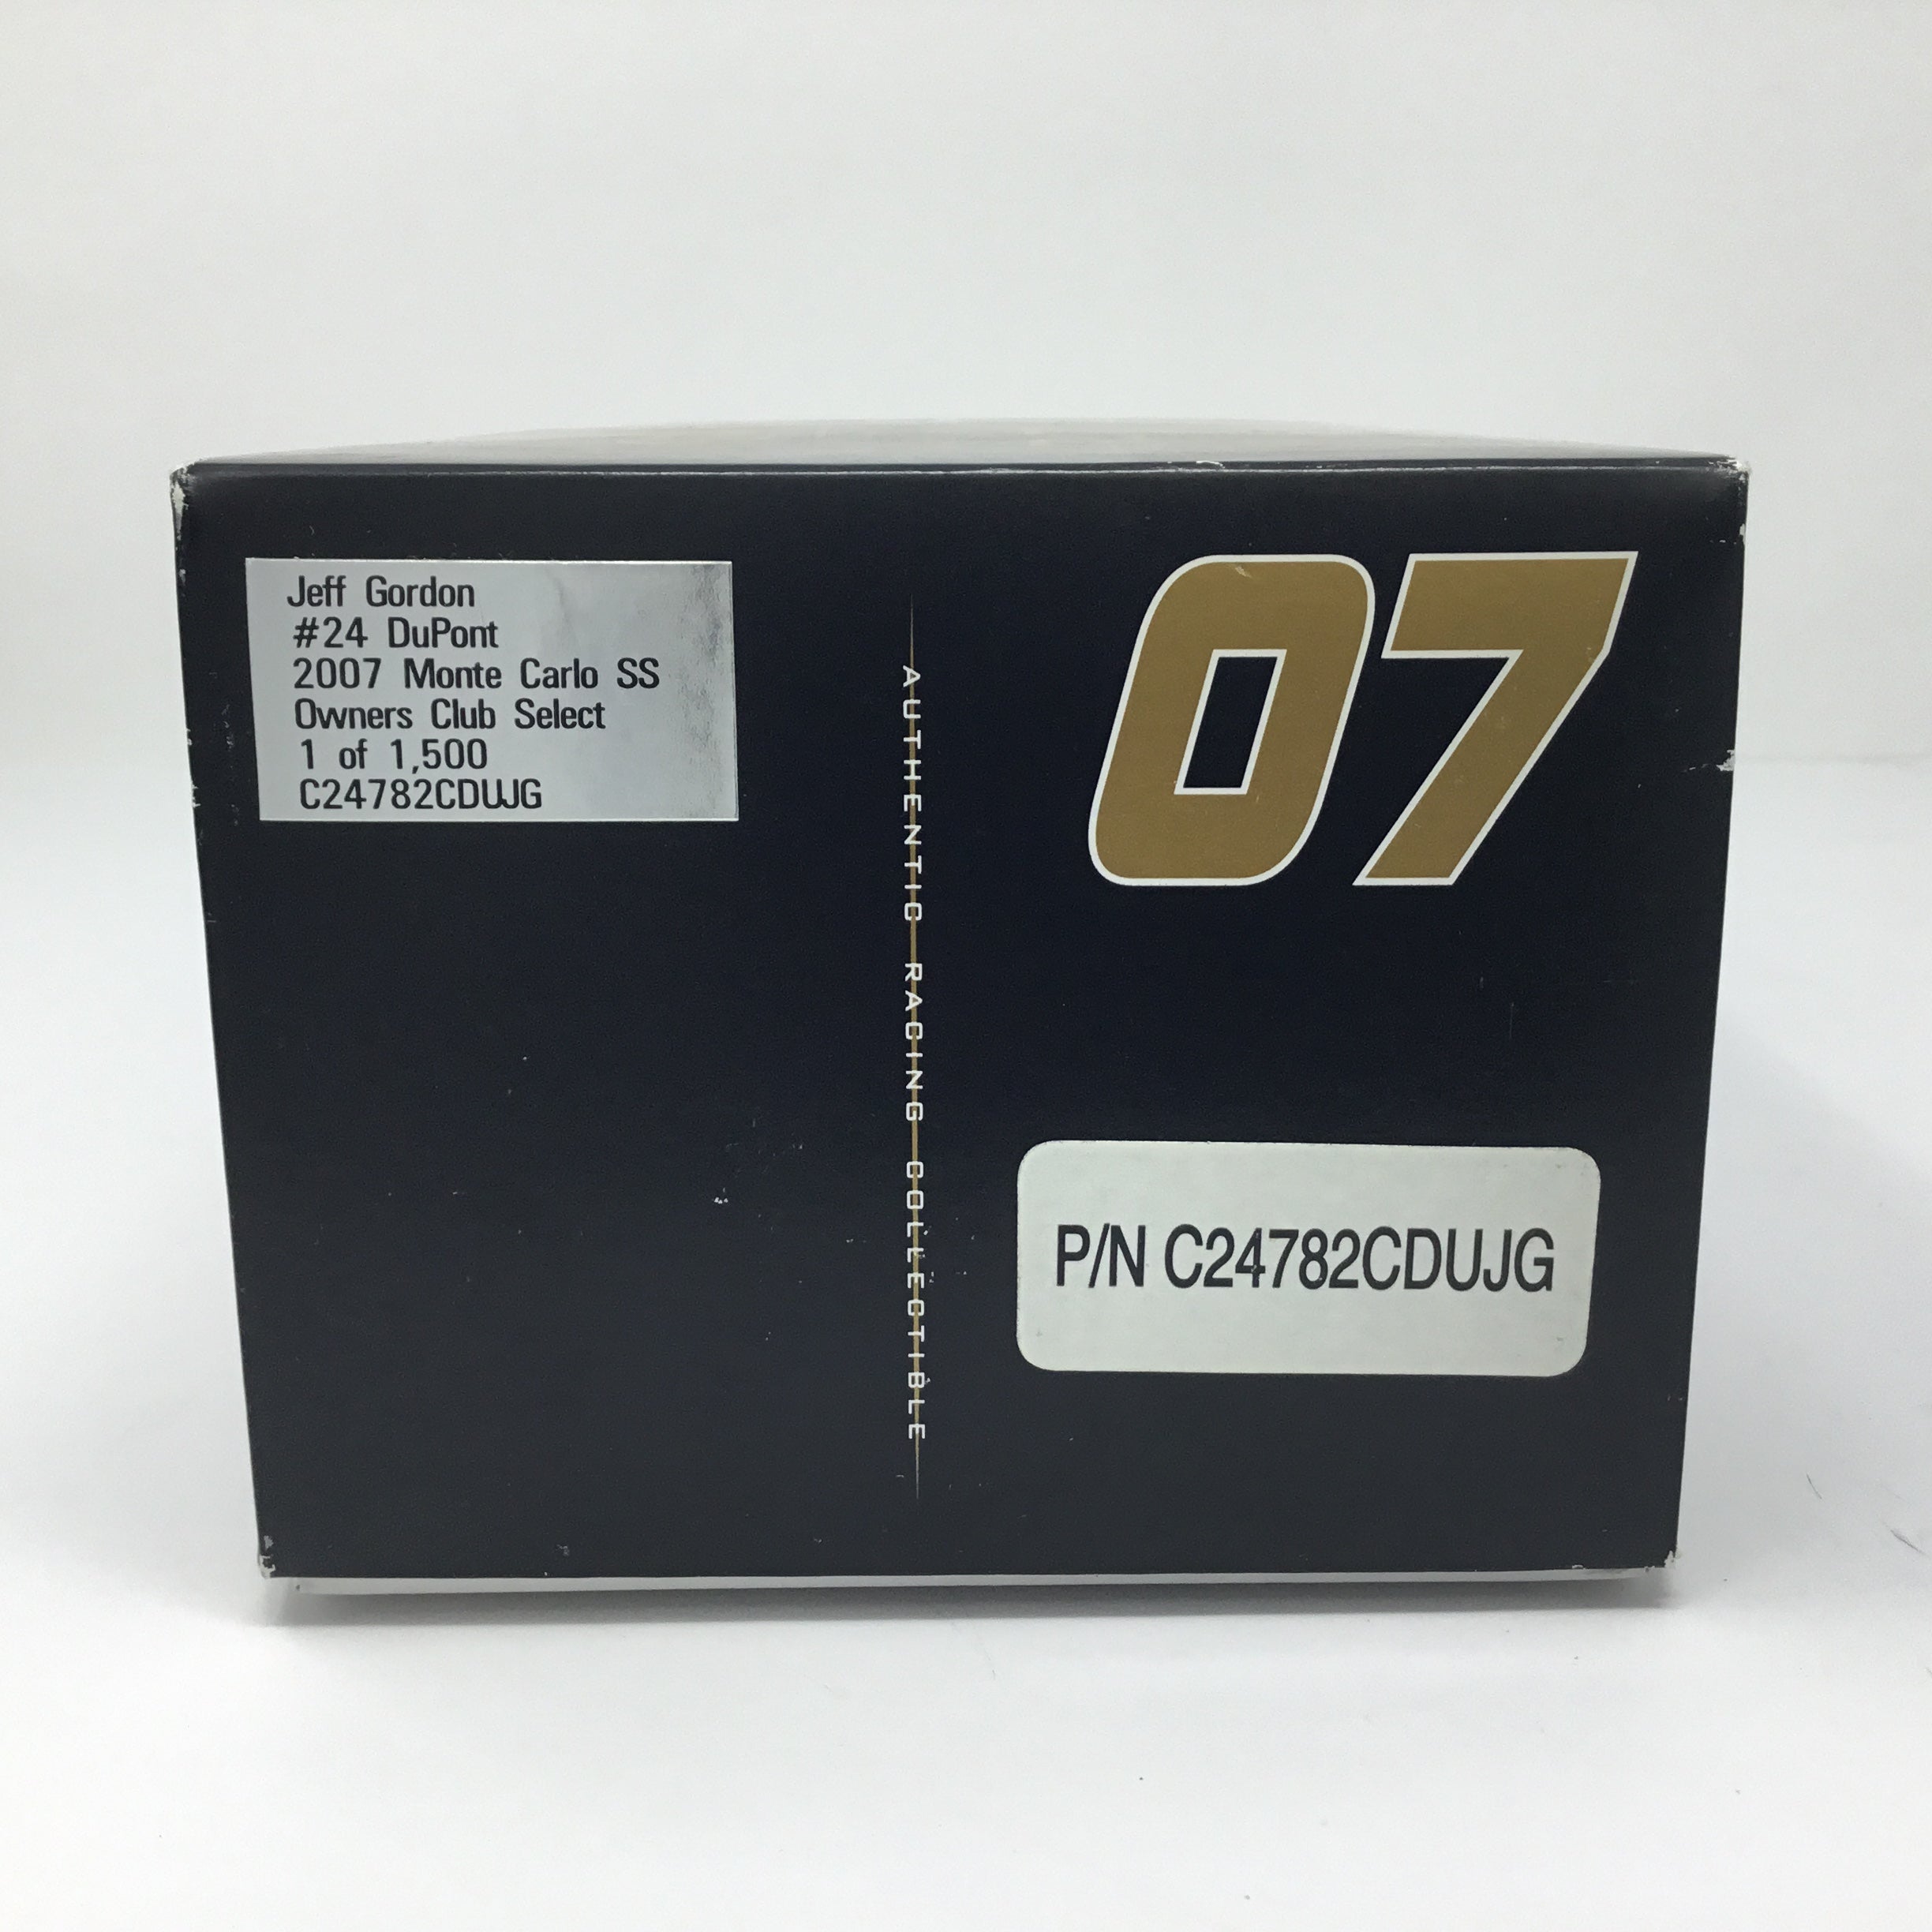 Jeff Gordon
#24 DuPont
2007 Monte Carlo SS
Owners Club Select
1 of 1,500
C24782CDUJG
AUTHENTIC RACING COLLECTIBLE
07
P/N C24782CDUJG